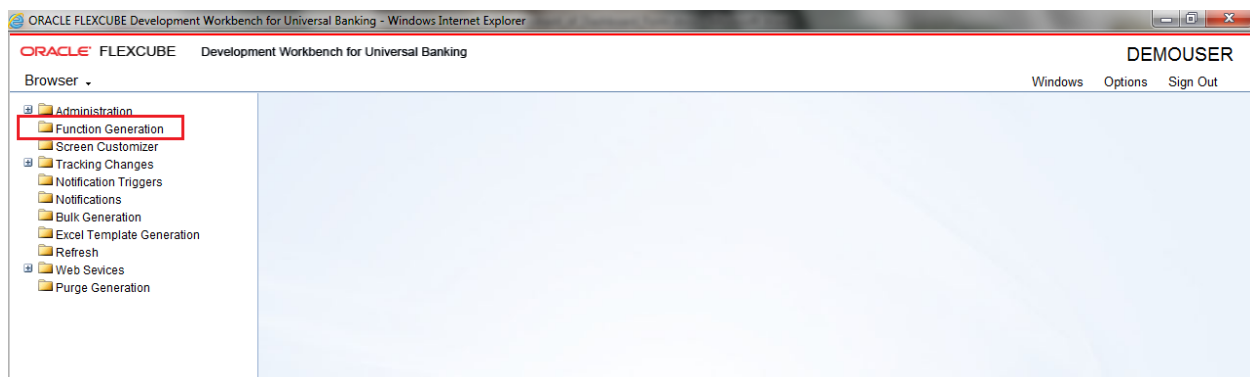 ORACLE FLEXCUBE Development Workbench for Universal Banking - Windows Internet Explorer
ORACLE FLEXCUBE Development Workbench for Universal Banking
DEMOUSER
Browser
Windows Options Sign Out
Administration
Function Generation
Screen Customizer
Tracking Changes
Notification Triggers
Notifications
Bulk Generation
Excel Template Generation
Refresh
Web Sevices
Purge Generation